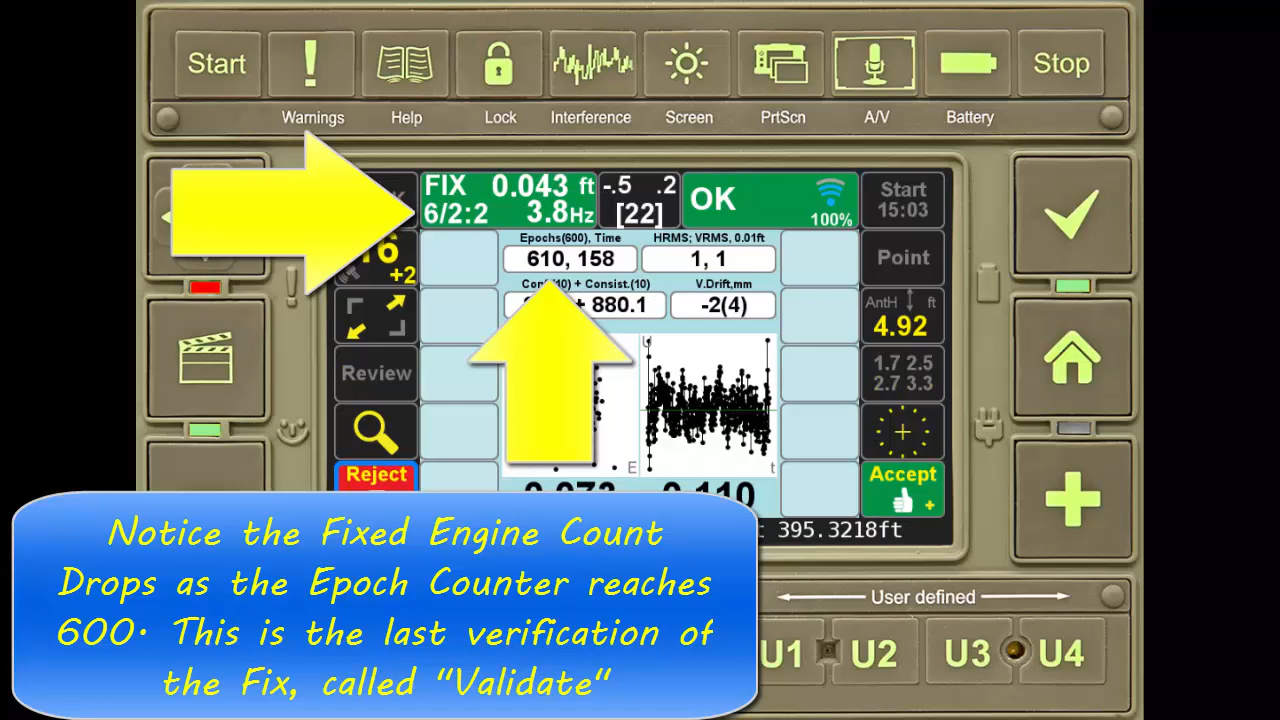 Start
Stop
Warnings
Help
Lock
Interference
Screen
PrtScn
A/V
Battery
FIX 0.043 ft
6/2:2 3.8Hz
-.5 .2
[22]
OK
100%
Start
15:03
+2
Epochs(600), Time
HRMS; VRMS, 0.01ft
610, 158
1, 1
Point
+ Consist.(10)
V.Drift,mm
+ 880.1
-2(4)
AntH ft
4.92
Review
1.7 2.5
2.7 3.3
U
E
t
Reject
Accept
+
0.110
395.3218ft
Notice the Fixed Engine Count
Drops as the Epoch Counter reaches
600. This is the last verification of
the Fix, called "Validate"
User defined
U1
U2
U3
U4